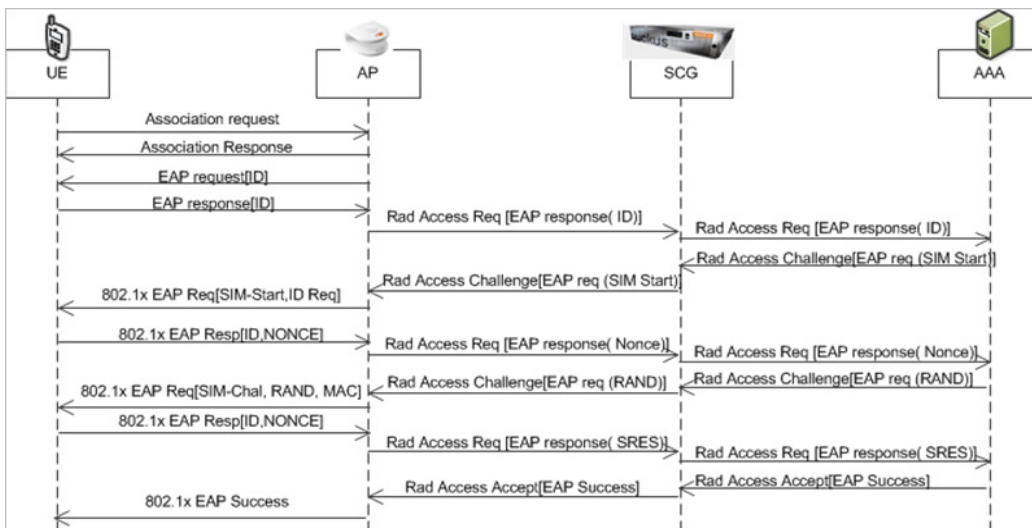 UE
AP
SCG
AAA
Association request
Association Response
EAP request[ID]
EAP response[ID]
Rad Access Req [EAP response( ID)]
Rad Access Req [EAP response( ID)]
Rad Access Challenge[EAP req (SIM Start)]
Rad Access Challenge[EAP req (SIM Start)]
802.1x EAP Req[SIM-Start,ID Req]
802.1x EAP Resp[ID,NONCE]
Rad Access Req [EAP response( Nonce)]
Rad Access Req [EAP response( Nonce)]
Rad Access Challenge[EAP req (RAND)]
Rad Access Challenge[EAP req (RAND)]
802.1x EAP Req[SIM-Chal, RAND, MAC]
802.1x EAP Resp[ID,NONCE]
Rad Access Req [EAP response( SRES)]
Rad Access Req [EAP response( SRES)]
Rad Access Accept[EAP Success]
Rad Access Accept[EAP Success]
802.1x EAP Success